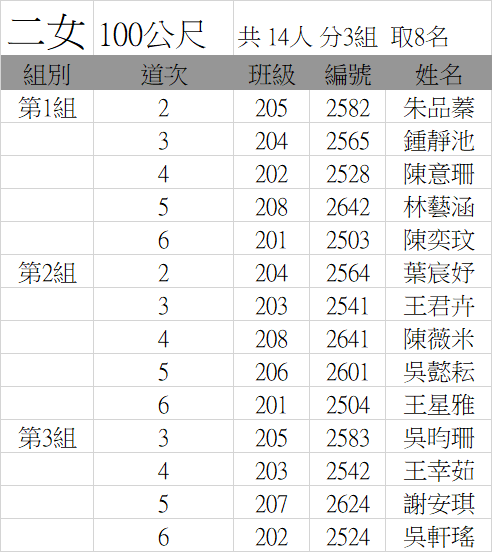 二女 100公尺 共 14人 分3組 取8名
組別 道次 班級 編號 姓名
第1組 2 205 2582 朱品蓁
3 204 2565 鍾靜池
4 202 2528 陳意珊
5 208 2642 林藝涵
6 201 2503 陳奕玟
第2組 2 204 2564 葉宸妤
3 203 2541 王君卉
4 208 2641 陳薇米
5 206 2601 吳懿耘
6 201 2504 王星雅
第3組 3 205 2583 吳昀珊
4 203 2542 王幸茹
5 207 2624 謝安琪
6 202 2524 吳軒瑤